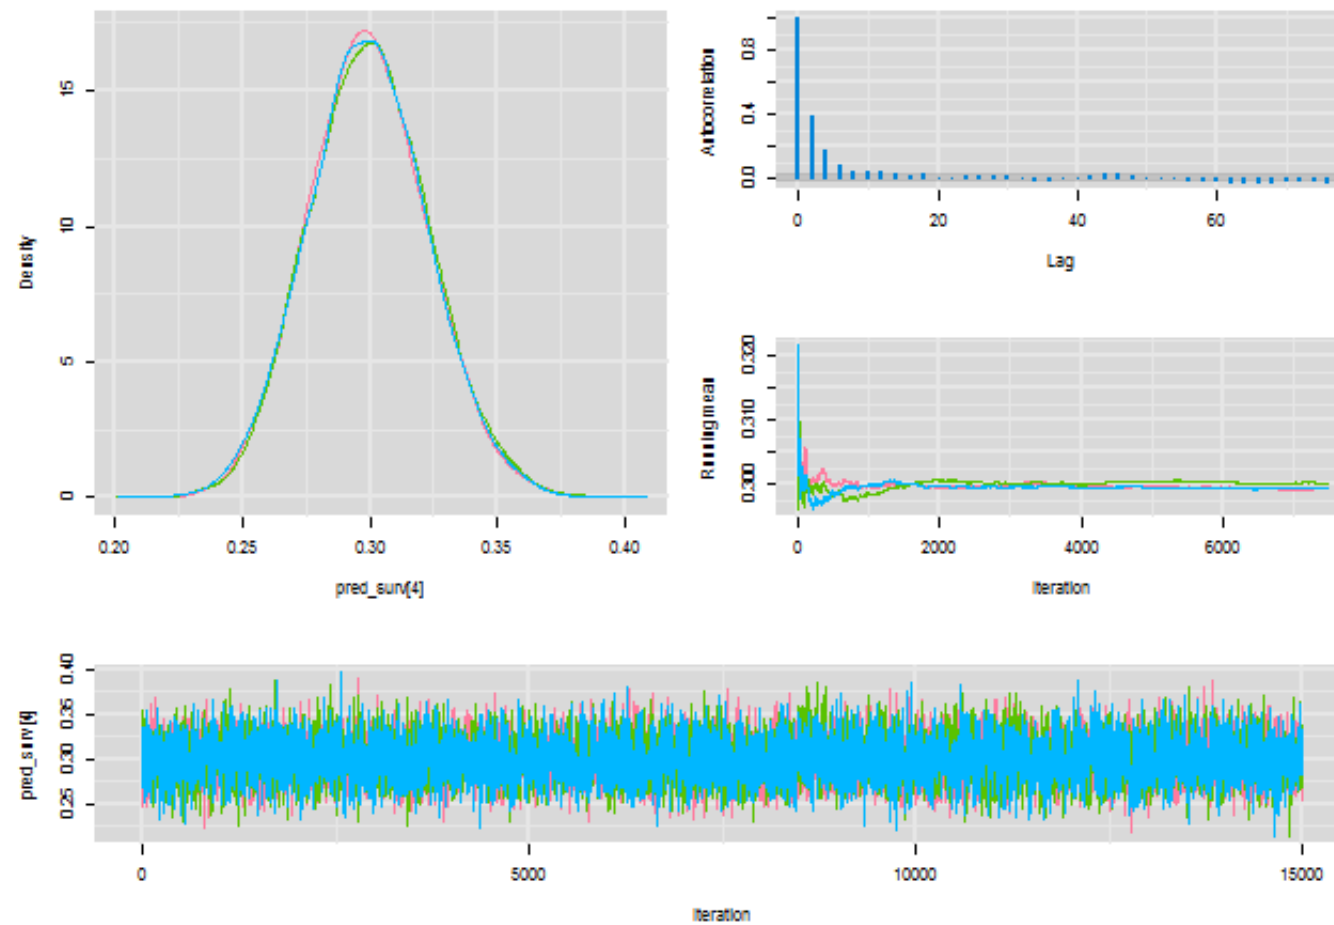 Density
15
10
5
0
0.20 0.25 0.30 0.35 0.40
pred_surv[4]
Autocorrelation
0.8
0.4
0.0
0 20 40 60
Lag
Running mean
0.320
0.310
0.300
0 2000 4000 6000
Iteration
pred_surv[4]
0.40
0.35
0.30
0.25
0 5000 10000 15000
Iteration